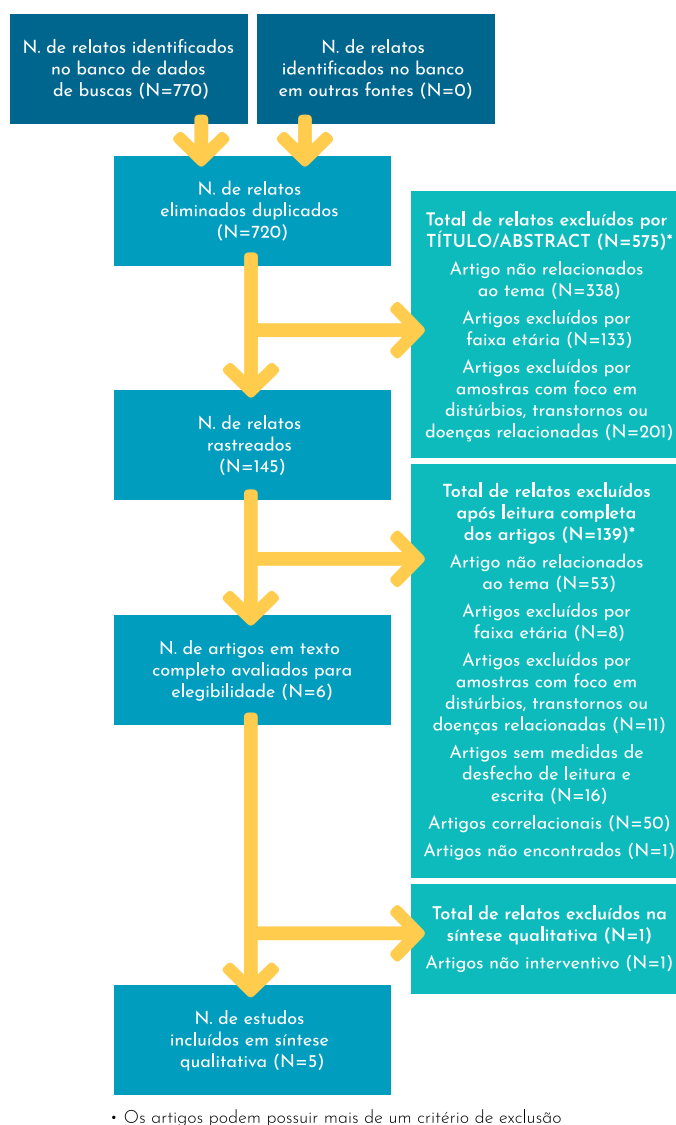 N. de relatos identificados
no banco de dados
de buscas (N=770)
N. de relatos
identificados no banco
em outras fontes (N=0)
N. de relatos
eliminados duplicados
(N=720)
Total de relatos excluídos por
TÍTULO/ABSTRACT (N=575)*
Artigo não relacionados
ao tema (N=338)
Artigos excluídos por
faixa etária (N=133)
Artigos excluídos por
amostras com foco em
distúrbios, transtornos ou
doenças relacionadas (N=201)
N. de relatos
rastreados
(N=145)
Total de relatos excluídos
após leitura completa
dos artigos (N=139)*
Artigo não relacionados
ao tema (N=53)
Artigos excluídos por
faixa etária (N=8)
Artigos excluídos por
amostras com foco em
distúrbios, transtornos ou
doenças relacionadas (N=11)
Artigos sem medidas de
desfecho de leitura e
escrita (N=16)
Artigos correlacionais (N=50)
Artigos não encontrados (N=1)
N. de artigos em texto
completo avaliados para
elegibilidade (N=6)
Total de relatos excluídos na
síntese qualitativa (N=1)
Artigos não interventivo (N=1)
N. de estudos
incluídos em síntese
qualitativa (N=5)
• Os artigos podem possuir mais de um critério de exclusão